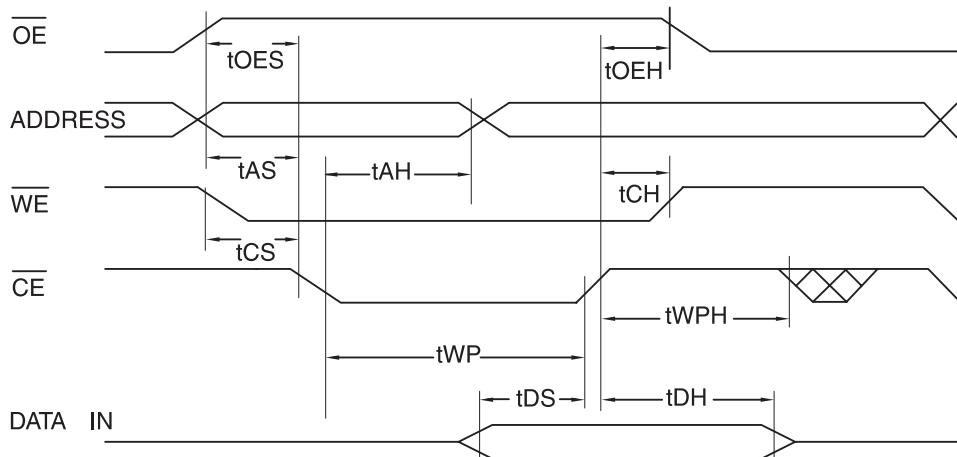 OE
tOES
tOEH
ADDRESS
tAS
tAH
tCH
WE
tCS
CE
tWPH
tWP
tDS
tDH
DATA IN